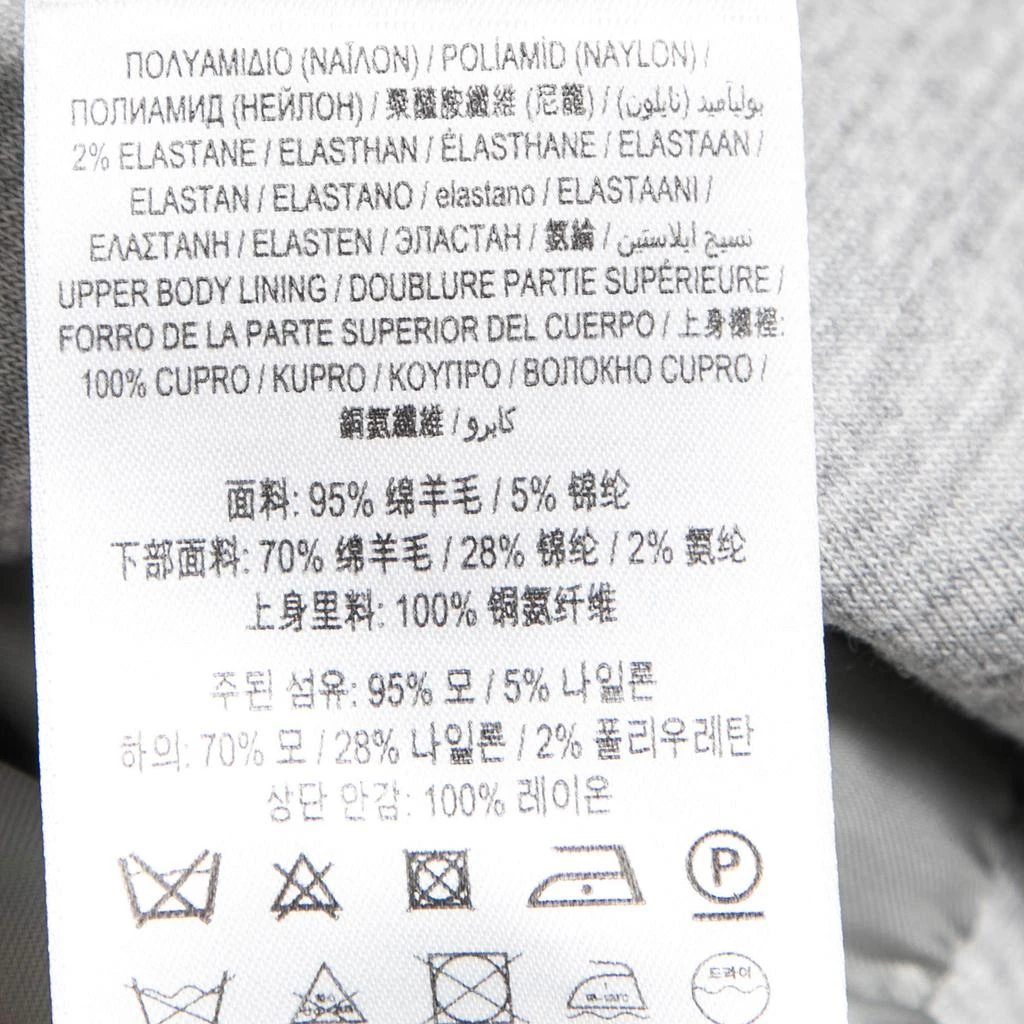 ΠΟΛΥΑΜΙΔΙΟ (ΝΑΪΛΟΝ) / POLİAMİD (NAYLON) /
ПОЛИАМИД (НЕЙЛОН) / 聚醯胺纖維 (尼龍) / بولياميد (نايلون)
2% ELASTANE / ELASTHAN / ÉLASTHANE / ELASTAAN /
ELASTAN / ELASTANO / elastano / ELASTAANI /
ΕΛΑΣΤΑΝΗ / ELASTEN / ЭЛАСТАН / 氨綸 / نسيج ايلاستين
UPPER BODY LINING / DOUBLURE PARTIE SUPÉRIEURE /
FORRO DE LA PARTE SUPERIOR DEL CUERPO / 上身襯裡:
100% CUPRO / KUPRO / ΚΟΥΠΡΟ / ВОЛОКНО CUPRO /
銅氨纖維 / كابرو
面料: 95% 绵羊毛 / 5% 锦纶
下部面料: 70% 绵羊毛 / 28% 锦纶 / 2% 氨纶
上身里料: 100% 铜氨纤维
주된 섬유: 95% 모 / 5% 나일론
하의: 70% 모 / 28% 나일론 / 2% 폴리우레탄
상단 안감: 100% 레이온
P
드라이